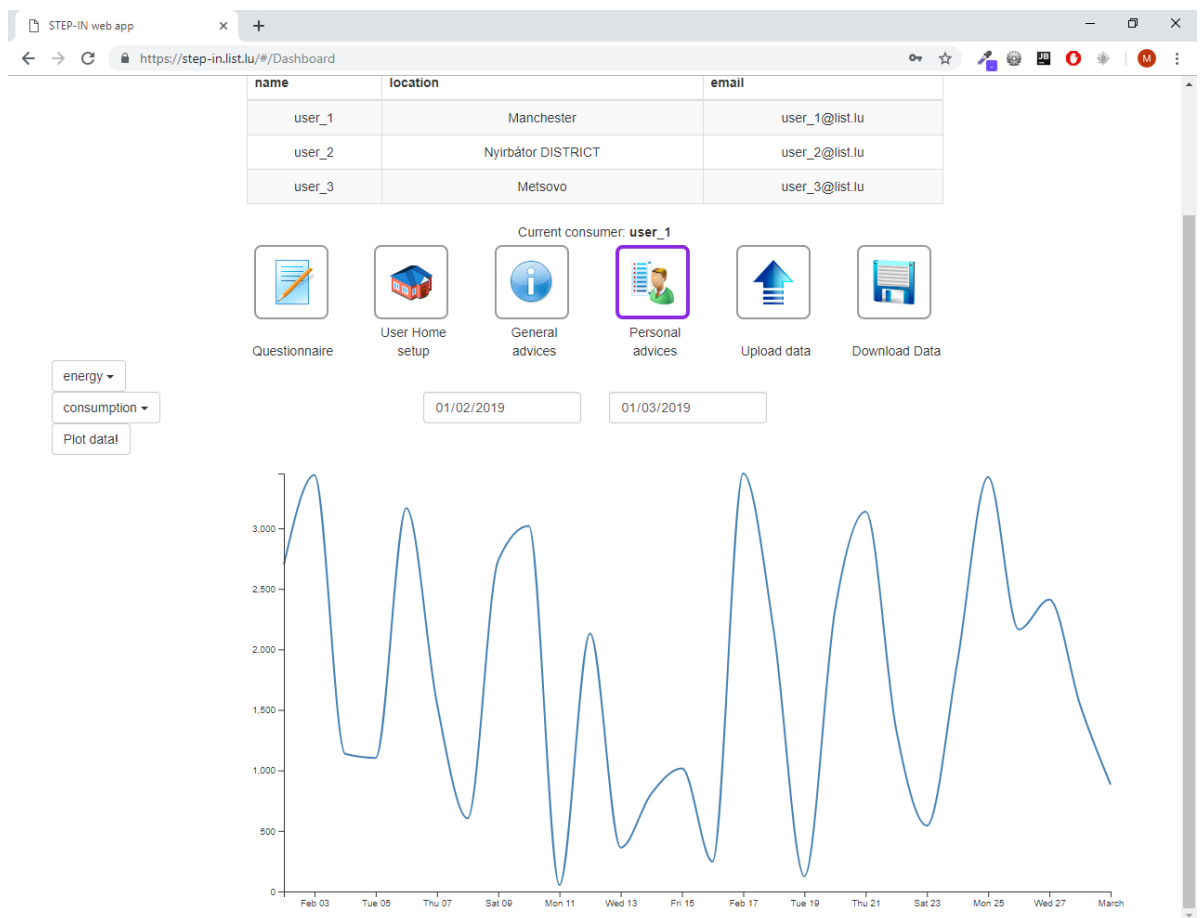 STEP-IN web app
https://step-in.list.lu/#/Dashboard
JB
M
name location email
user_1 Manchester user_1@list.lu
user_2 Nyirbátor DISTRICT user_2@list.lu
user_3 Metsovo user_3@list.lu
Current consumer: user_1
Questionnaire
User Home
setup
General
advices
Personal
advices
Upload data
Download Data
energy
consumption
Plot data!
01/02/2019 01/03/2019
3,000
2,500
2,000
1,500
1,000
500
0
Feb 03 Tue 05 Thu 07 Sat 09 Mon 11 Wed 13 Fri 15 Feb 17 Tue 19 Thu 21 Sat 23 Mon 25 Wed 27 March